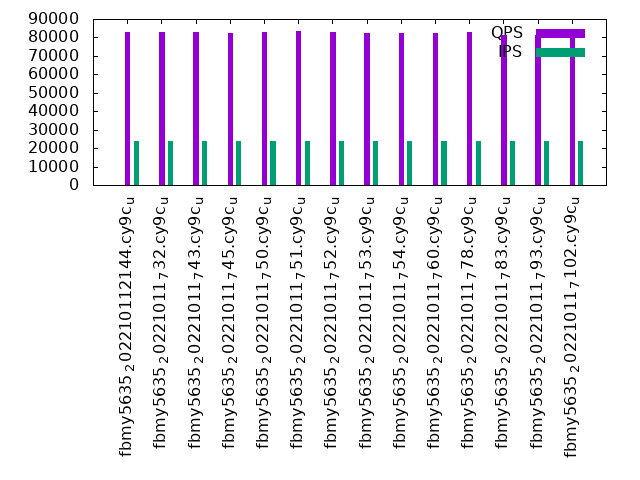 90000
80000
70000
60000
50000
40000
30000
20000
10000
0
QPS
IPS
fbmy5635₂02210112144.cy9cᵤ
fbmy5635₂0221011₇32.cy9cᵤ
fbmy5635₂0221011₇43.cy9cᵤ
fbmy5635₂0221011₇45.cy9cᵤ
fbmy5635₂0221011₇50.cy9cᵤ
fbmy5635₂0221011₇51.cy9cᵤ
fbmy5635₂0221011₇52.cy9cᵤ
fbmy5635₂0221011₇53.cy9cᵤ
fbmy5635₂0221011₇54.cy9cᵤ
fbmy5635₂0221011₇60.cy9cᵤ
fbmy5635₂0221011₇78.cy9cᵤ
fbmy5635₂0221011₇83.cy9cᵤ
fbmy5635₂0221011₇93.cy9cᵤ
fbmy5635₂0221011₇102.cy9cᵤ